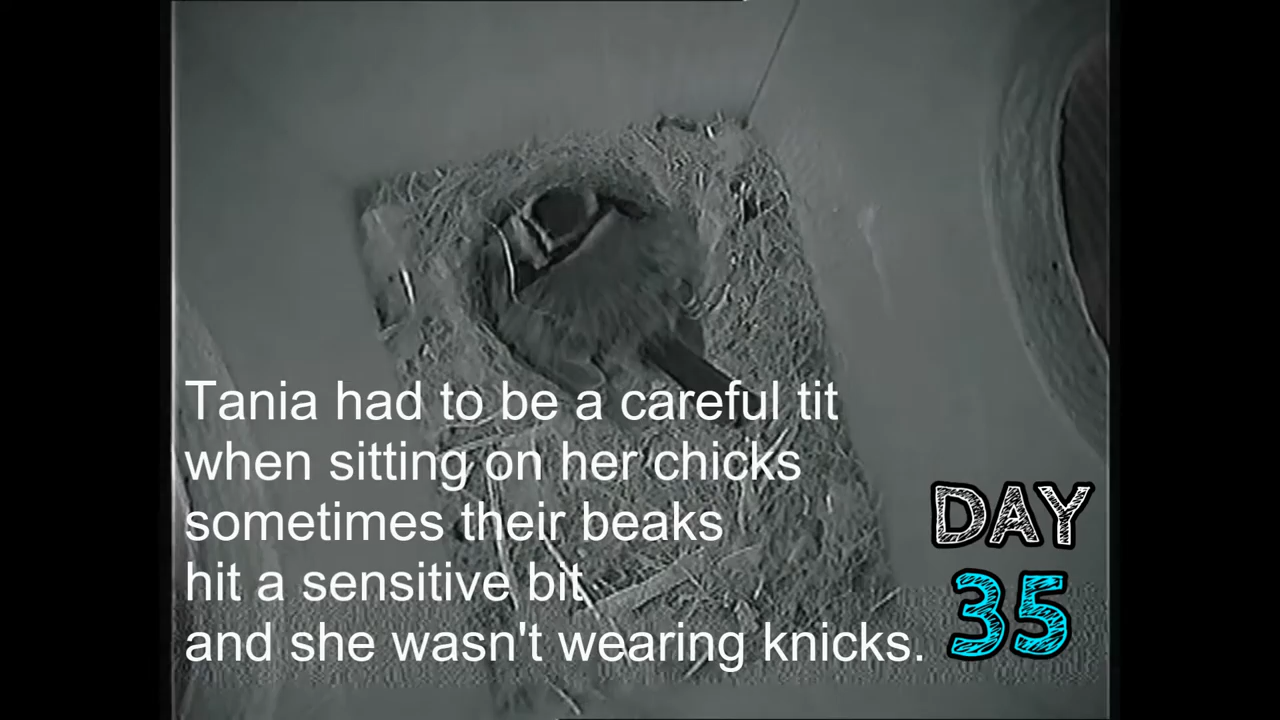 Tania had to be a careful tit
when sitting on her chicks
sometimes their beaks
hit a sensitive bit
and she wasn't wearing knicks.
DAY
35